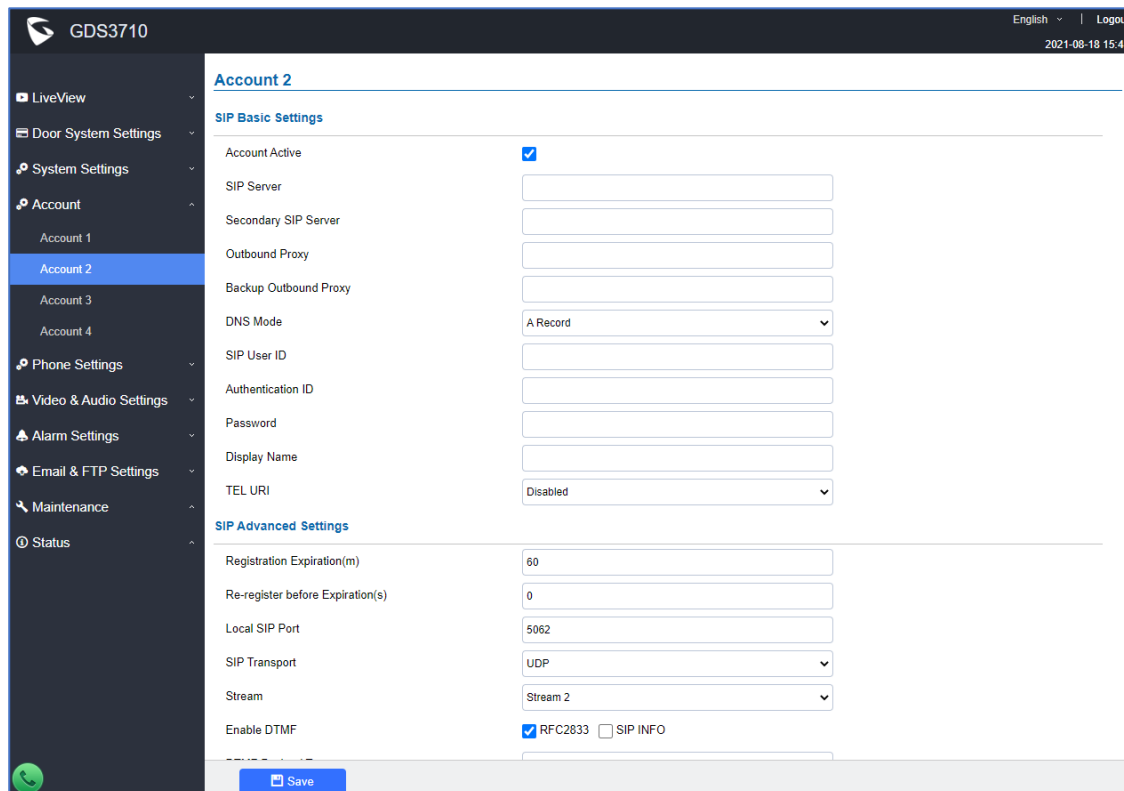 GDS3710
English
Logou
2021-08-18 15:4
LiveView
Door System Settings
System Settings
Account
Account 1
Account 2
Account 3
Account 4
Phone Settings
Video & Audio Settings
Alarm Settings
Email & FTP Settings
Maintenance
Status
Account 2
SIP Basic Settings
Account Active
SIP Server
Secondary SIP Server
Outbound Proxy
Backup Outbound Proxy
DNS Mode A Record
SIP User ID
Authentication ID
Password
Display Name
TEL URI Disabled
SIP Advanced Settings
Registration Expiration(m) 60
Re-register before Expiration(s) 0
Local SIP Port 5062
SIP Transport UDP
Stream Stream 2
Enable DTMF RFC2833 SIP INFO
Save